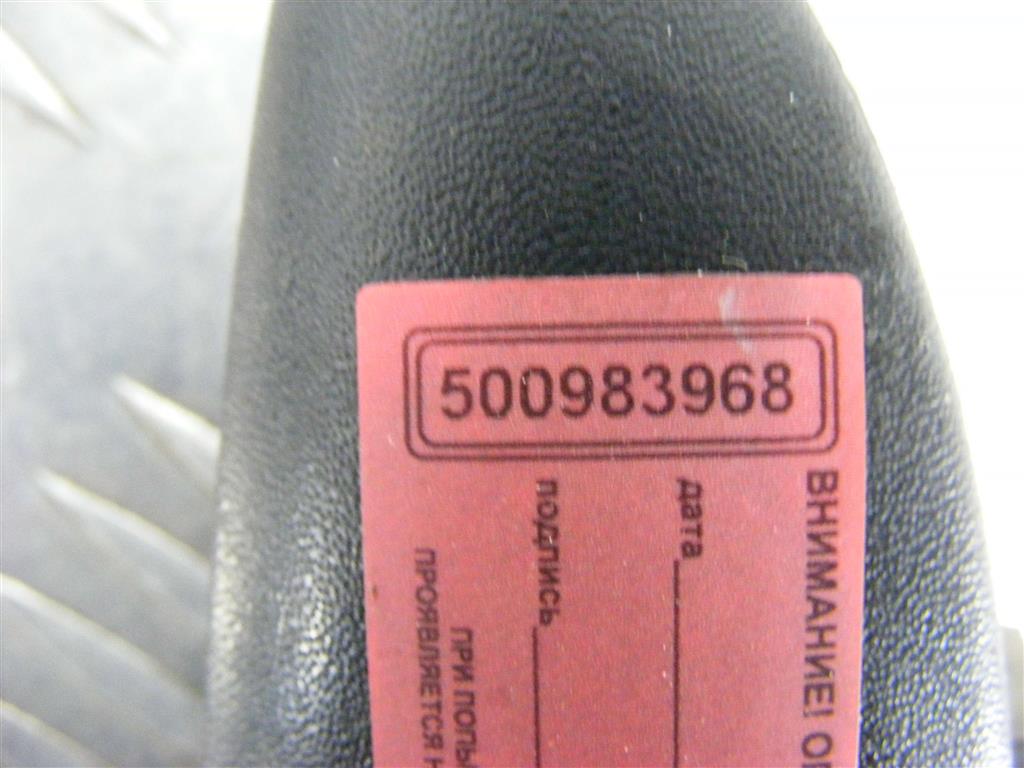 500983968
ВНИМАНИЕ!
дата
подпись
ПРИ
ПРОЯВЛЯЕТСЯ